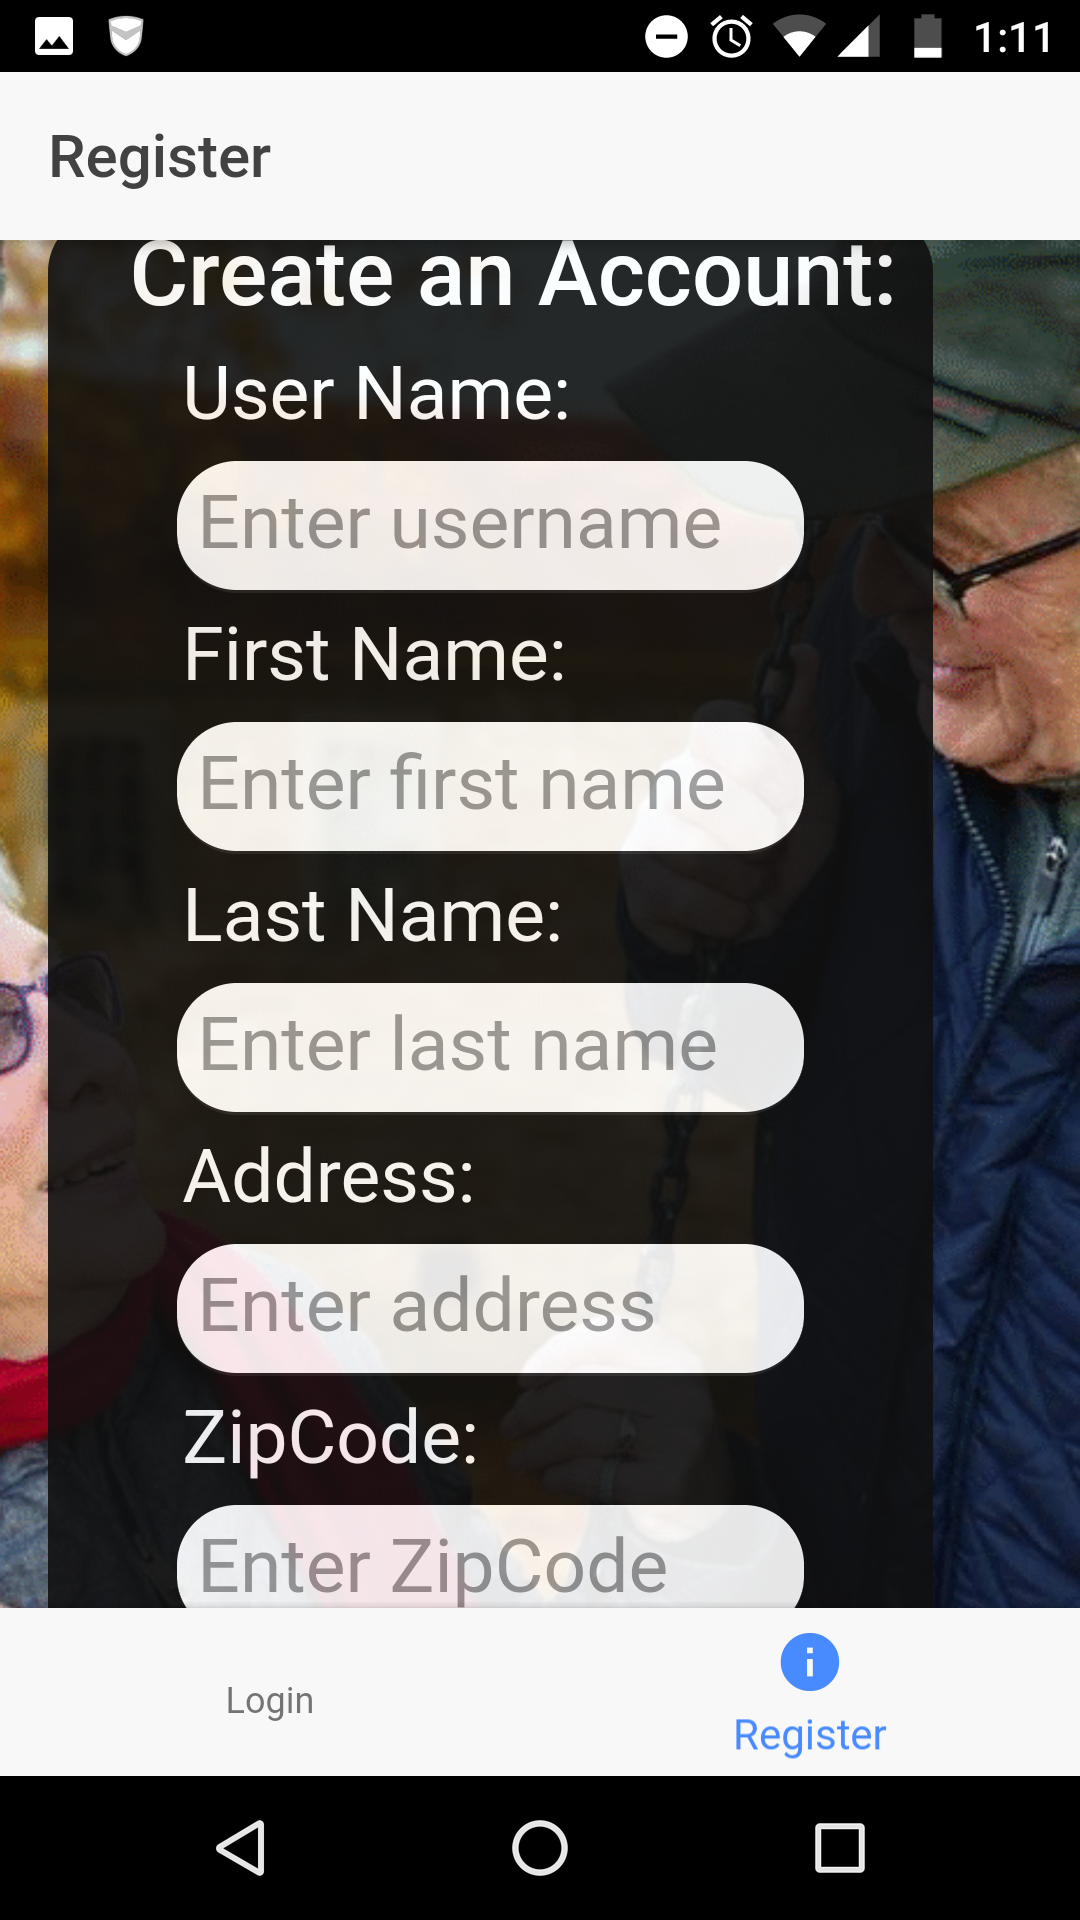 1:11
Register
Create an Account:
User Name:
Enter username
First Name:
Enter first name
Last Name:
Enter last name
Address:
Enter address
ZipCode:
Enter ZipCode
Login
Register